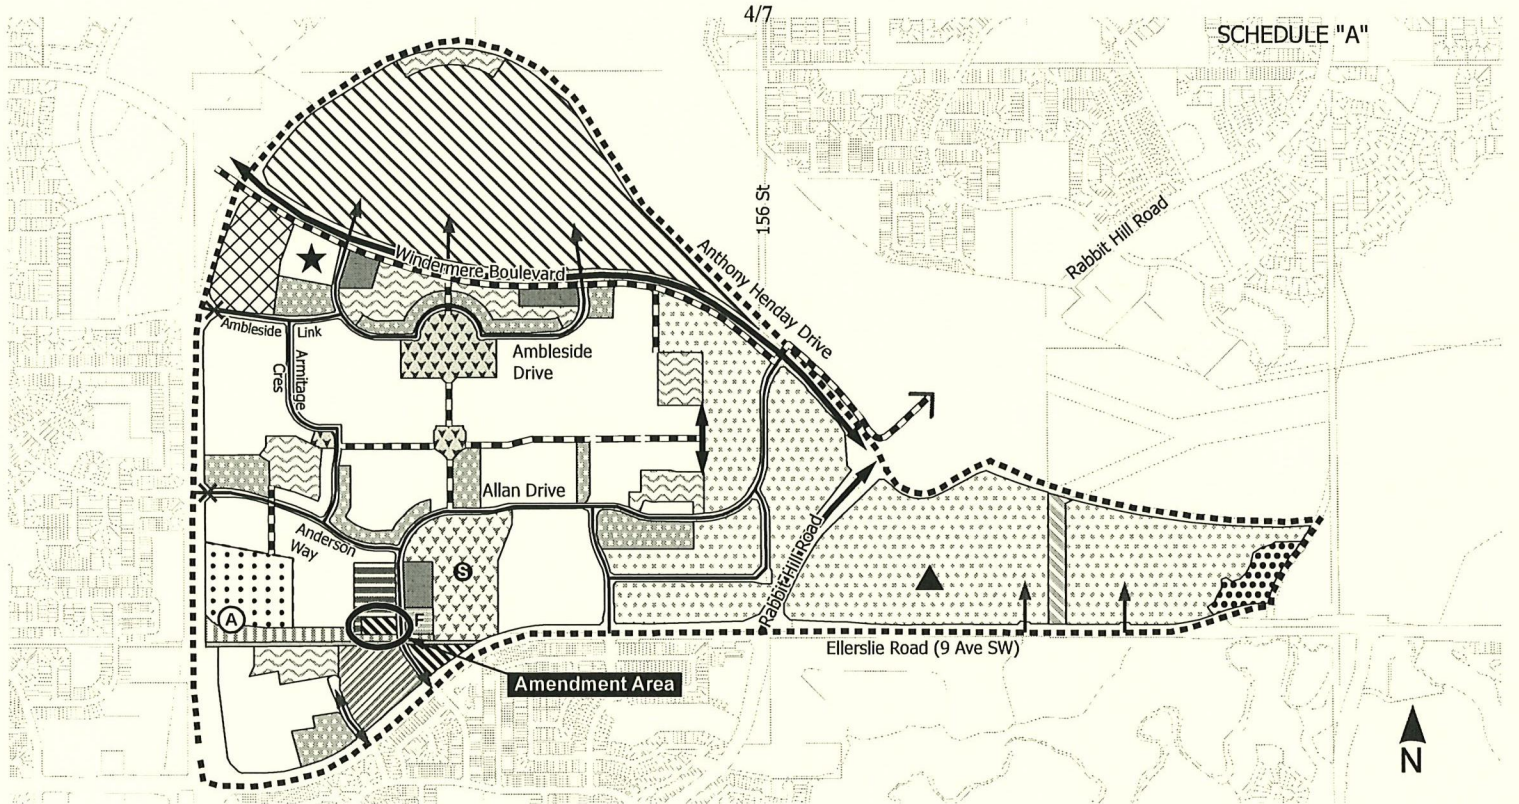 4/7
SCHEDULE "A"
156 St
Rabbit Hill Road
Anthony Henday Drive
Windermere Boulevard
Ambleside
Link
Armitage
Cres
Ambleside
Drive
Allan Drive
Anderson
Way
S
A
F
Rabbit Hill Road
Ellerslie Road (9 Ave SW)
Amendment Area
N